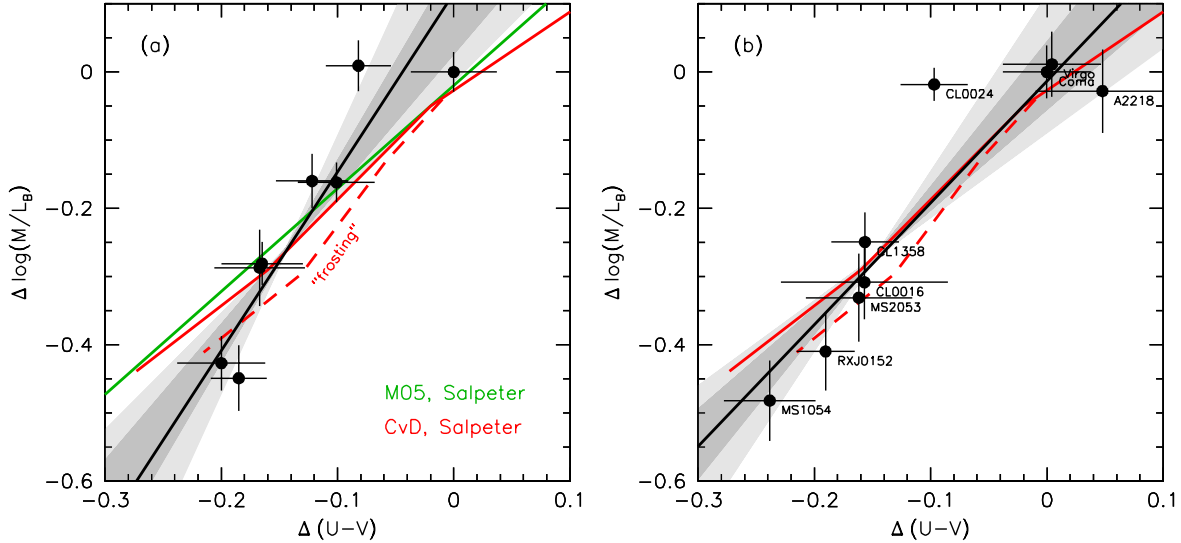 (a)
0
−0.2
−0.4
−0.6
Δ log(M/L_B)
"frosting"
M05, Salpeter
CvD, Salpeter
−0.3
−0.2
−0.1
0
0.1
Δ (U−V)
(b)
0
−0.2
−0.4
−0.6
Δ log(M/L_B)
CL0024
Virgo
Coma
A2218
CL1358
CL0016
MS2053
RXJ0152
MS1054
−0.3
−0.2
−0.1
0
0.1
Δ (U−V)